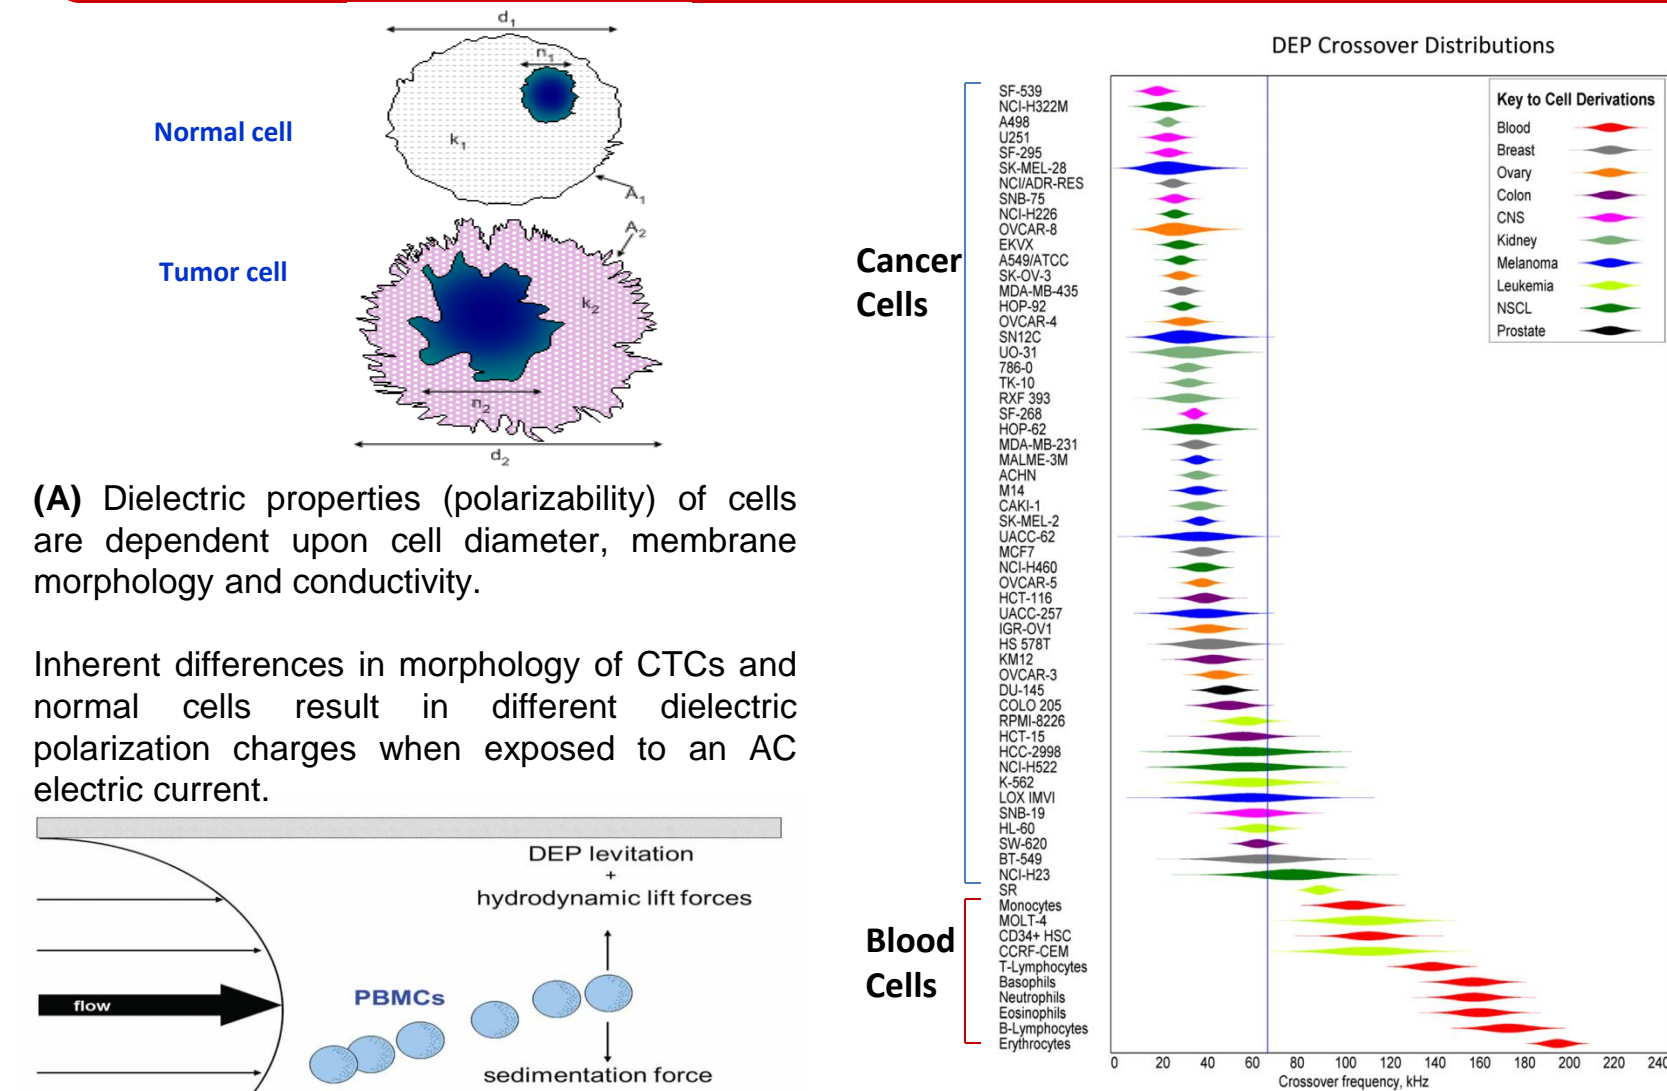 d1
n1
Normal cell
k1
A1
A2
Tumor cell
k2
n2
d2
(A) Dielectric properties (polarizability) of cells
are dependent upon cell diameter, membrane
morphology and conductivity.
Inherent differences in morphology of CTCs and
normal cells result in different dielectric
polarization charges when exposed to an AC
electric current.
DEP levitation
+
hydrodynamic lift forces
flow
PBMCs
sedimentation force
DEP Crossover Distributions
Cancer
Cells
Blood
Cells
SF-539
NCI-H322M
A498
U251
SF-295
SK-MEL-28
NCI/ADR-RES
SNB-75
NCI-H226
OVCAR-8
EKVX
A549/ATCC
SK-OV-3
MDA-MB-435
HOP-92
OVCAR-4
SN12C
UO-31
786-0
TK-10
RXF 393
SF-268
HOP-62
MDA-MB-231
MALME-3M
ACHN
M14
CAKI-1
SK-MEL-2
UACC-62
MCF7
NCI-H460
OVCAR-5
HCT-116
UACC-257
IGR-OV1
HS 578T
KM12
OVCAR-3
DU-145
COLO 205
RPMI-8226
HCT-15
HCC-2998
NCI-H522
K-562
LOX IMVI
SNB-19
HL-60
SW-620
BT-549
NCI-H23
SR
Monocytes
MOLT-4
CD34+ HSC
CCRF-CEM
T-Lymphocytes
Basophils
Neutrophils
Eosinophils
B-Lymphocytes
Erythrocytes
Key to Cell Derivations
Blood
Breast
Ovary
Colon
CNS
Kidney
Melanoma
Leukemia
NSCL
Prostate
0 20 40 60 80 100 120 140 160 180 200 220 240
Crossover frequency, kHz